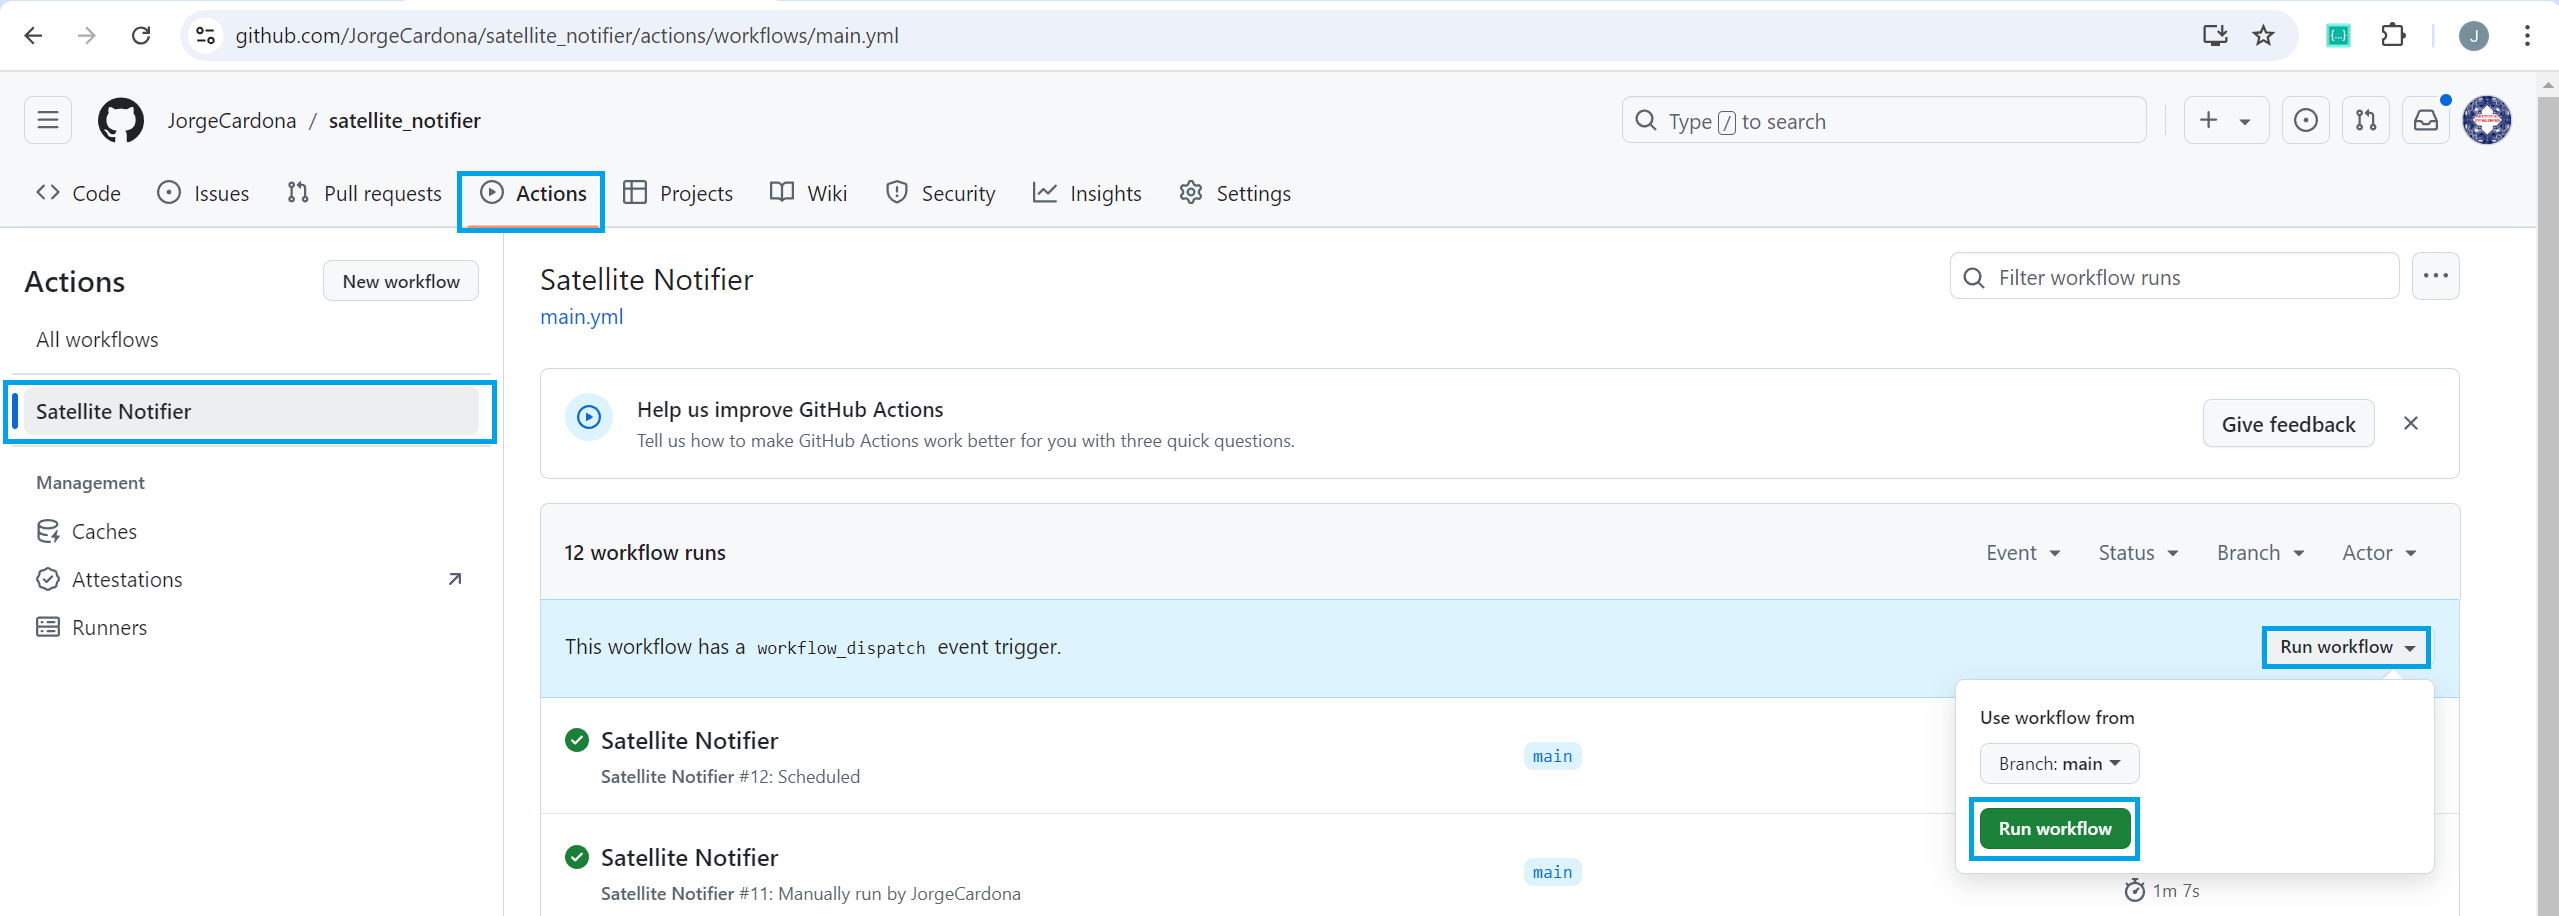 github.com/JorgeCardona/satellite_notifier/actions/workflows/main.yml
{...}
J
JorgeCardona / satellite_notifier
Type / to search
Code Issues Pull requests Actions Projects Wiki Security Insights Settings
Actions
New workflow
All workflows
Satellite Notifier
Management
Caches
Attestations
Runners
Satellite Notifier
main.yml
Filter workflow runs
Help us improve GitHub Actions
Tell us how to make GitHub Actions work better for you with three quick questions.
Give feedback
12 workflow runs
Event Status Branch Actor
This workflow has a workflow_dispatch event trigger.
Run workflow
Use workflow from
Branch: main
Run workflow
Satellite Notifier
Satellite Notifier #12: Scheduled
main
Satellite Notifier
Satellite Notifier #11: Manually run by JorgeCardona
main
1m 7s